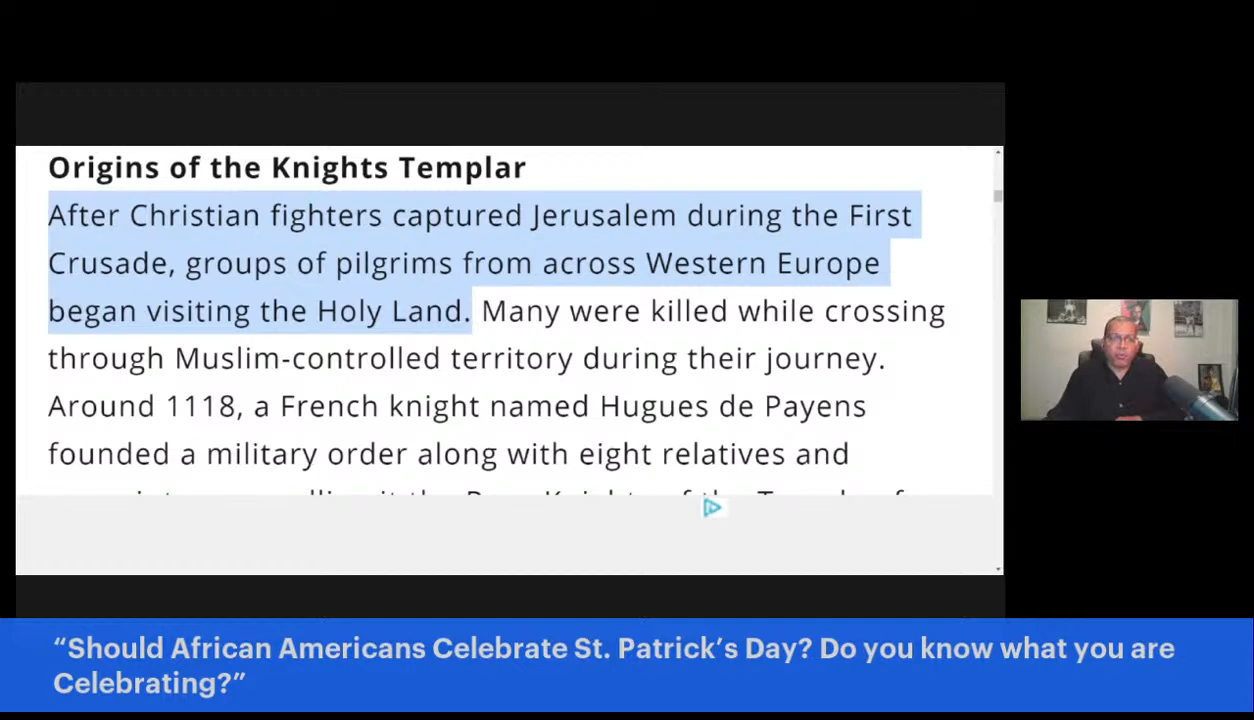 Origins of the Knights Templar
After Christian fighters captured Jerusalem during the First
Crusade, groups of pilgrims from across Western Europe
began visiting the Holy Land. Many were killed while crossing
through Muslim-controlled territory during their journey.
Around 1118, a French knight named Hugues de Payens
founded a military order along with eight relatives and
“Should African Americans Celebrate St. Patrick’s Day? Do you know what you are
Celebrating?”